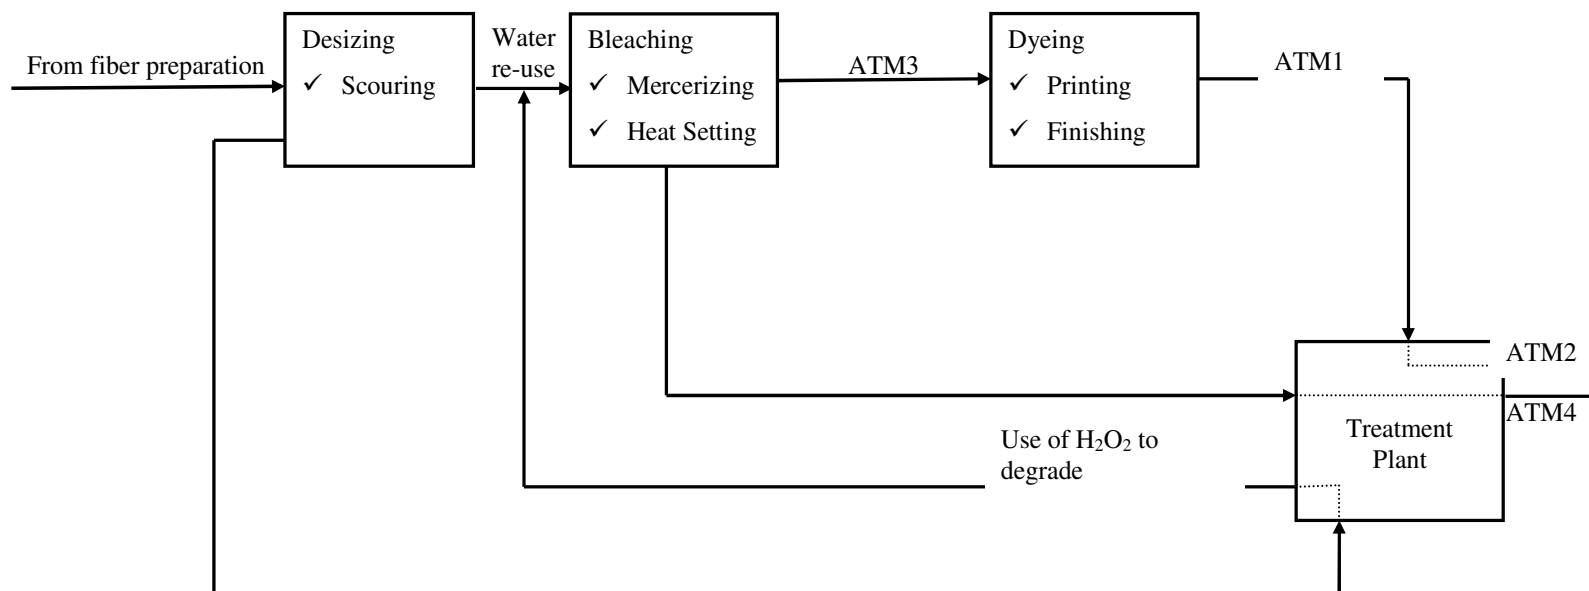 From fiber preparation
Desizing
✓ Scouring
Water
re-use
Bleaching
✓ Mercerizing
✓ Heat Setting
ATM3
Dyeing
✓ Printing
✓ Finishing
ATM1
ATM2
ATM4
Treatment
Plant
Use of H₂O₂ to
degrade